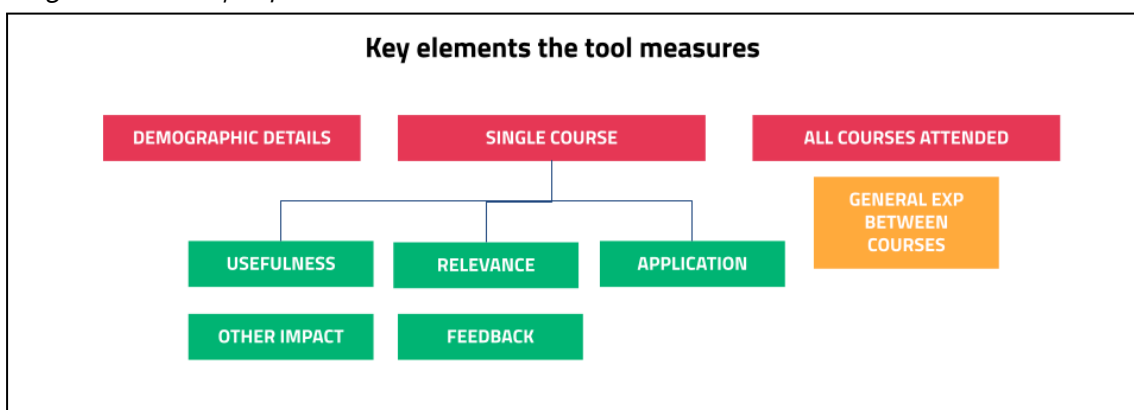 Key elements the tool measures
DEMOGRAPHIC DETAILS
SINGLE COURSE
ALL COURSES ATTENDED
GENERAL EXP
BETWEEN
COURSES
USEFULNESS
RELEVANCE
APPLICATION
OTHER IMPACT
FEEDBACK